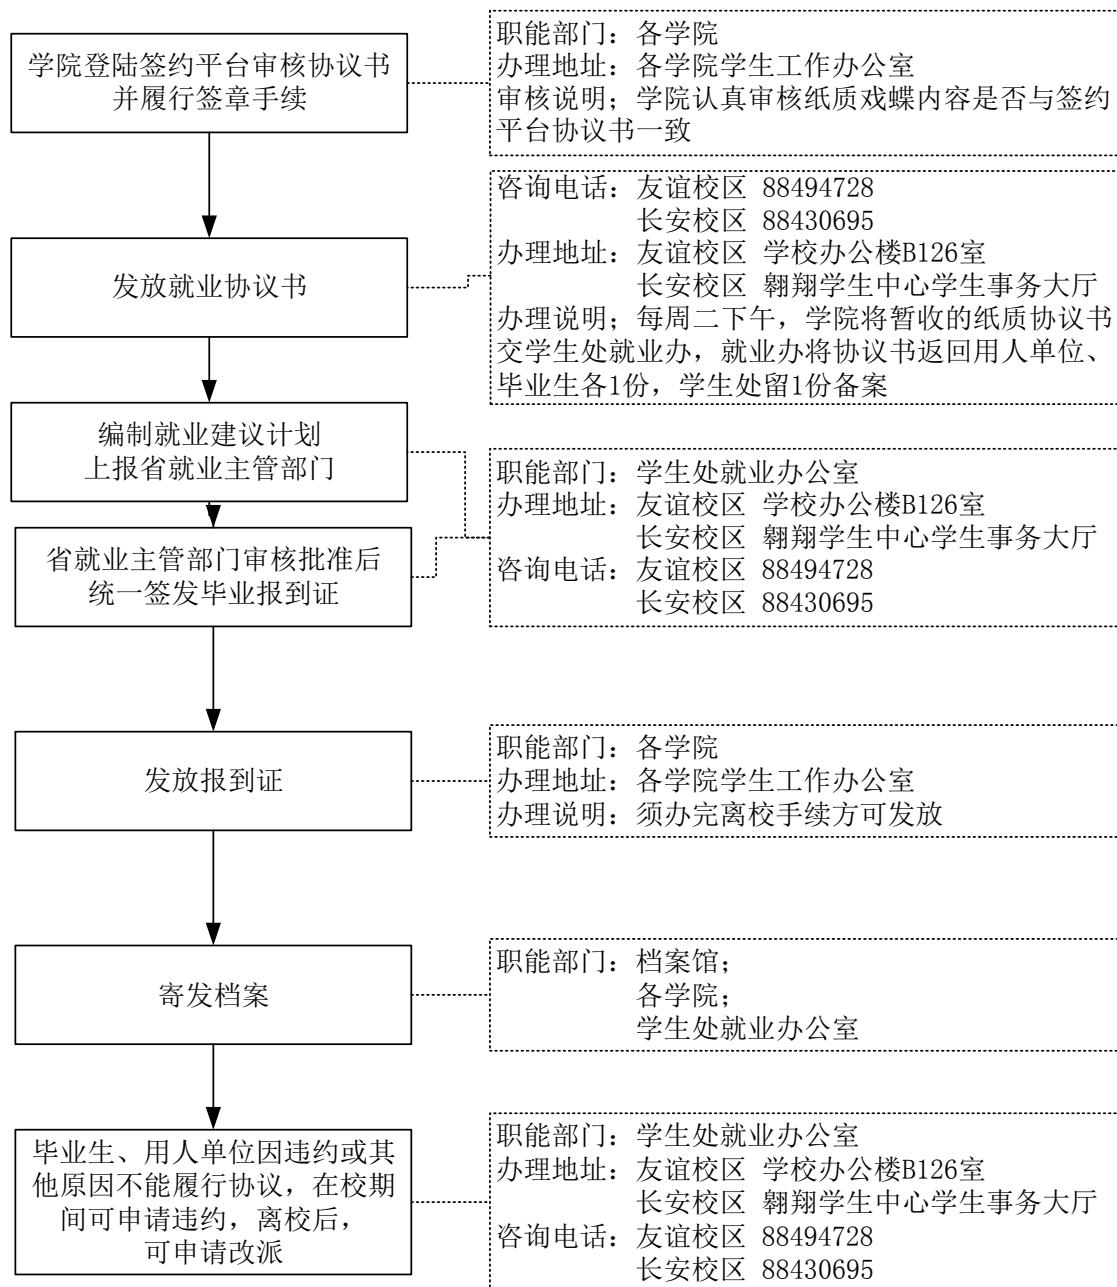 学院登陆签约平台审核协议书
并履行签章手续
职能部门：各学院
办理地址：各学院学生工作办公室
审核说明；学院认真审核纸质戏蝶内容是否与签约
平台协议书一致
发放就业协议书
咨询电话：友谊校区 88494728
长安校区 88430695
办理地址：友谊校区 学校办公楼B126室
长安校区 翱翔学生中心学生事务大厅
办理说明；每周二下午，学院将暂收的纸质协议书
交学生处就业办，就业办将协议书返回用人单位、
毕业生各1份，学生处留1份备案
编制就业建议计划
上报省就业主管部门
省就业主管部门审核批准后
统一签发毕业报到证
职能部门：学生处就业办公室
办理地址：友谊校区 学校办公楼B126室
长安校区 翱翔学生中心学生事务大厅
咨询电话：友谊校区 88494728
长安校区 88430695
发放报到证
职能部门：各学院
办理地址：各学院学生工作办公室
办理说明：须办完离校手续方可发放
寄发档案
职能部门：档案馆；
各学院；
学生处就业办公室
毕业生、用人单位因违约或其
他原因不能履行协议，在校期
间可申请违约，离校后，
可申请改派
职能部门：学生处就业办公室
办理地址：友谊校区 学校办公楼B126室
长安校区 翱翔学生中心学生事务大厅
咨询电话：友谊校区 88494728
长安校区 88430695